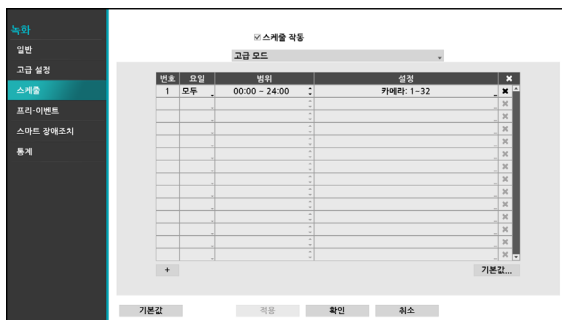 녹화
일반
고급 설정
스케줄
프리-이벤트
스마트 장애조치
통계
스케줄 작동
고급 모드
번호 요일 범위 설정
1 모두 00:00 ~ 24:00 카메라: 1~32
+ 기본값...
기본값 적용 확인 취소